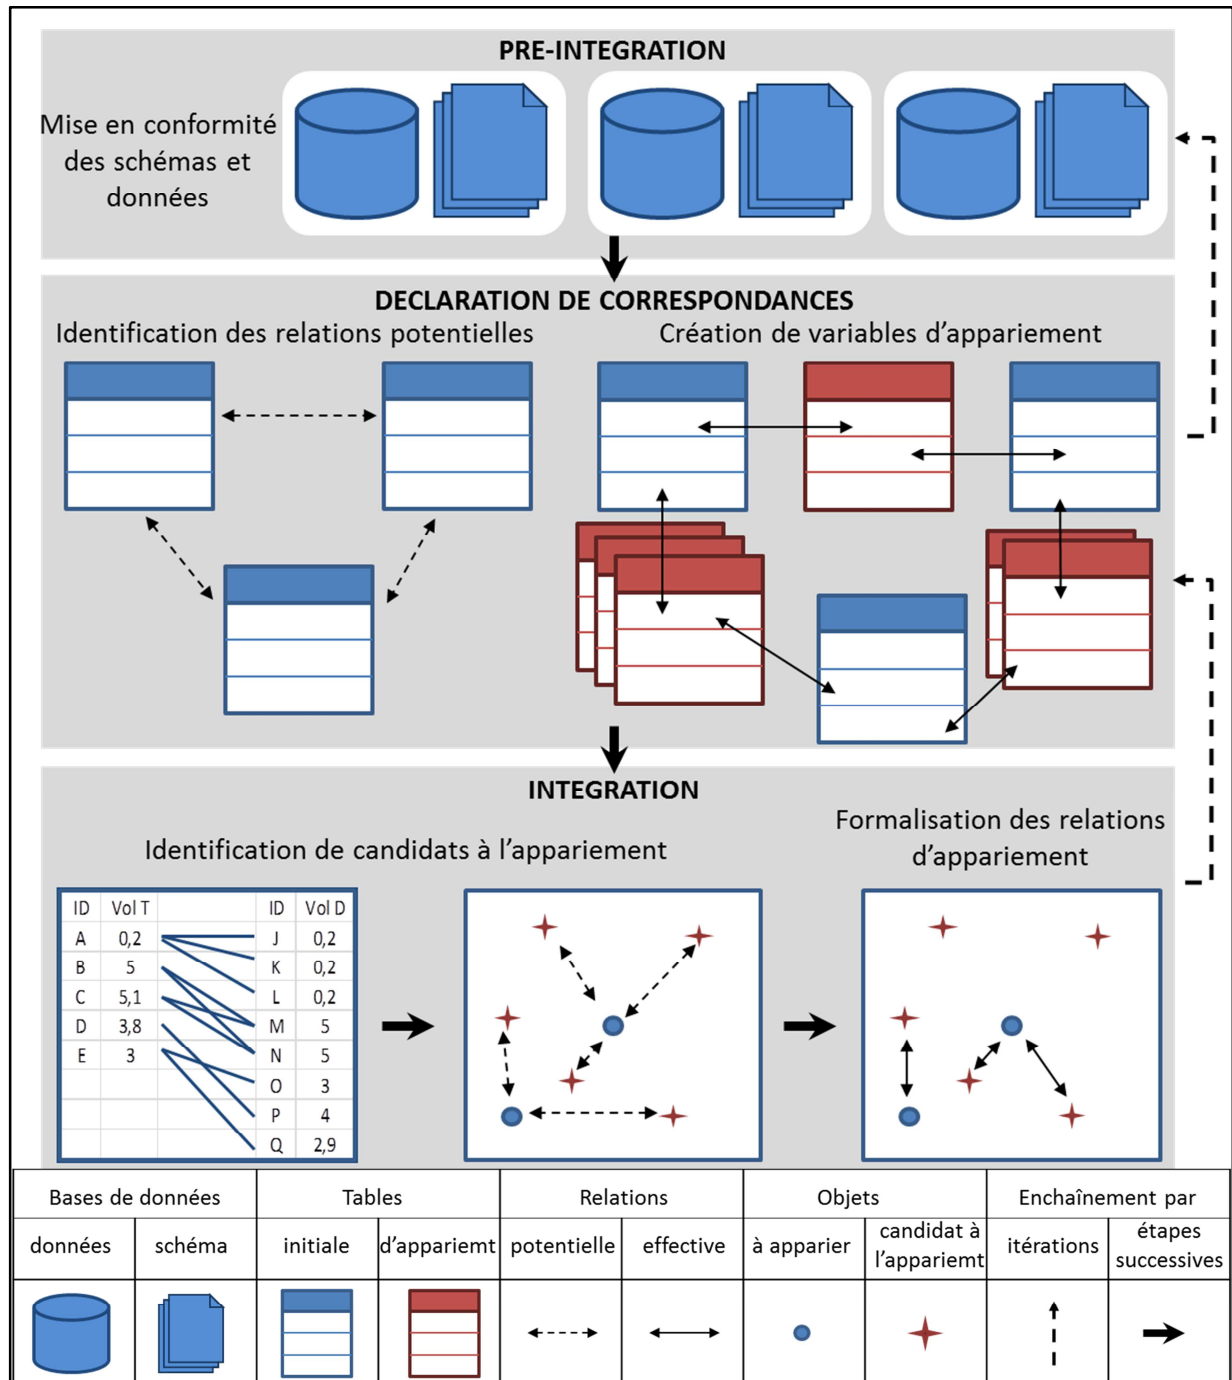 PRE-INTEGRATION
Mise en conformité
des schémas et
données
DECLARATION DE CORRESPONDANCES
Identification des relations potentielles
Création de variables d’appariement
INTEGRATION
Identification de candidats à l’appariement
Formalisation des relations
d’appariement
ID Vol T ID Vol D
A 0,2 J 0,2
B 5 K 0,2
C 5,1 L 0,2
D 3,8 M 5
E 3 N 5
O 3
P 4
Q 2,9
Bases de données Tables Relations Objets Enchaînement par
données schéma initiale d’appariemt potentielle effective à apparier candidat à
l’appariemt itérations étapes
successives